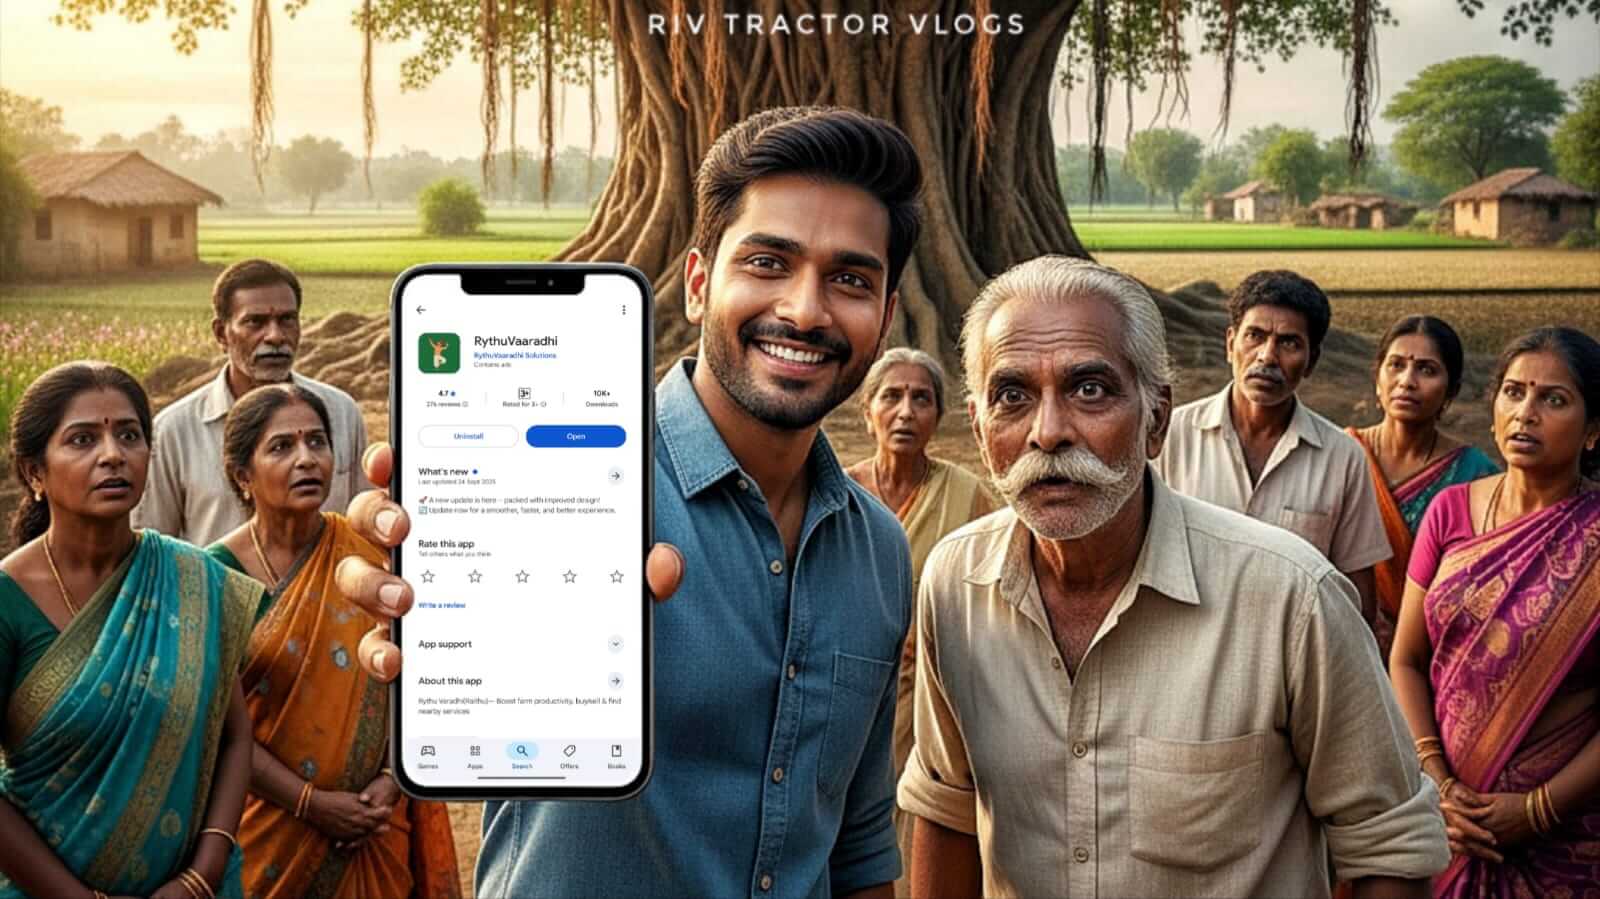 RIV TRACTOR VLOGS
RythuVaaradhi
RythuVaaradhi Solutions
Contains ads
4.7★ 3+ 10K+
276 reviews Rated for 3+ Downloads
Uninstall Open
What's new
Last updated 24 Sept 2025
🚀 A new update is here – packed with improved design!
🔄 Update now for a smoother, faster, and better experience.
Rate this app
Tell others what you think
Write a review
App support
About this app
Rythu Varadhi(Raithu)— Boost farm productivity, buy&sell & find
nearby services
Games Apps Search Offers Books